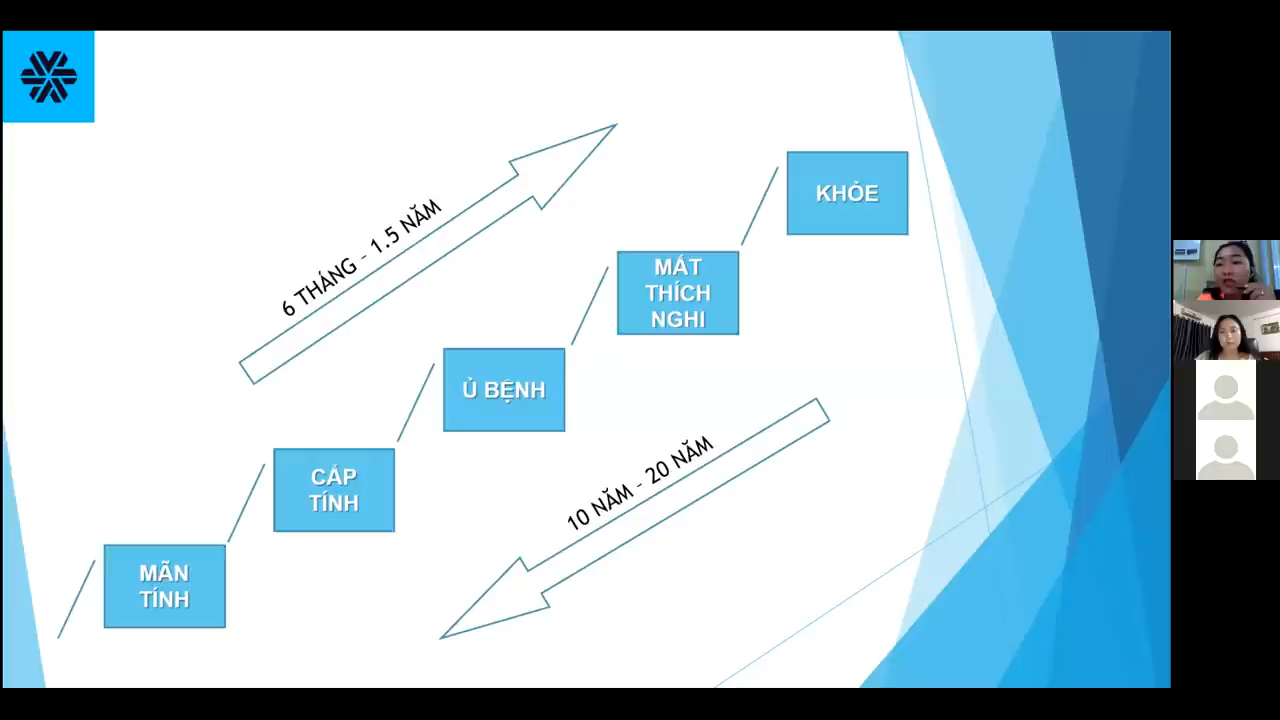 6 THÁNG - 1.5 NĂM
KHỎE
MẤT
THÍCH
NGHI
Ủ BỆNH
CẤP
TÍNH
10 NĂM - 20 NĂM
MÃN
TÍNH